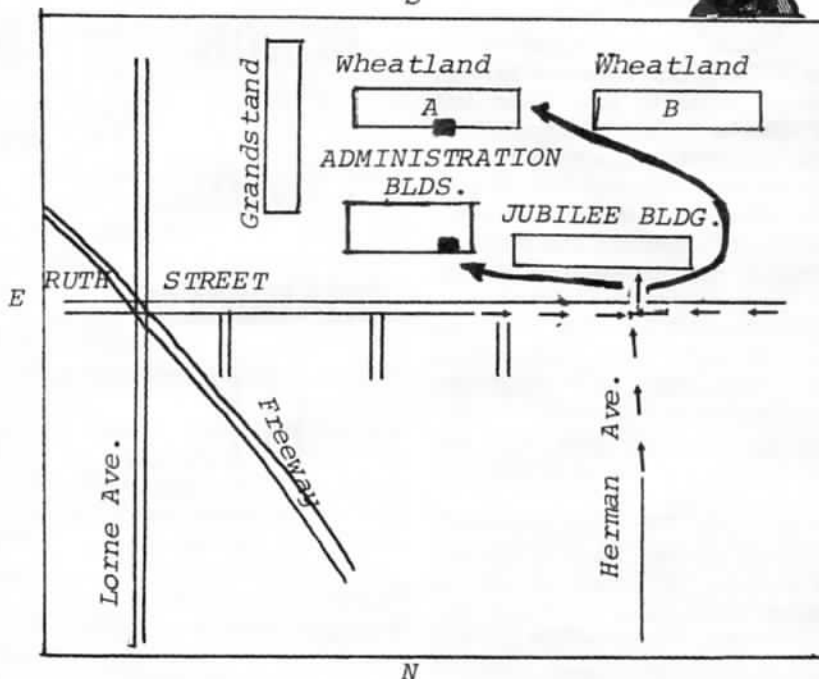 Wheatland
Wheatland
A
B
Grandstand
ADMINISTRATION
BLDS.
JUBILEE BLDG.
RUTH STREET
E
Freeway
Lorne Ave.
Herman Ave.
N